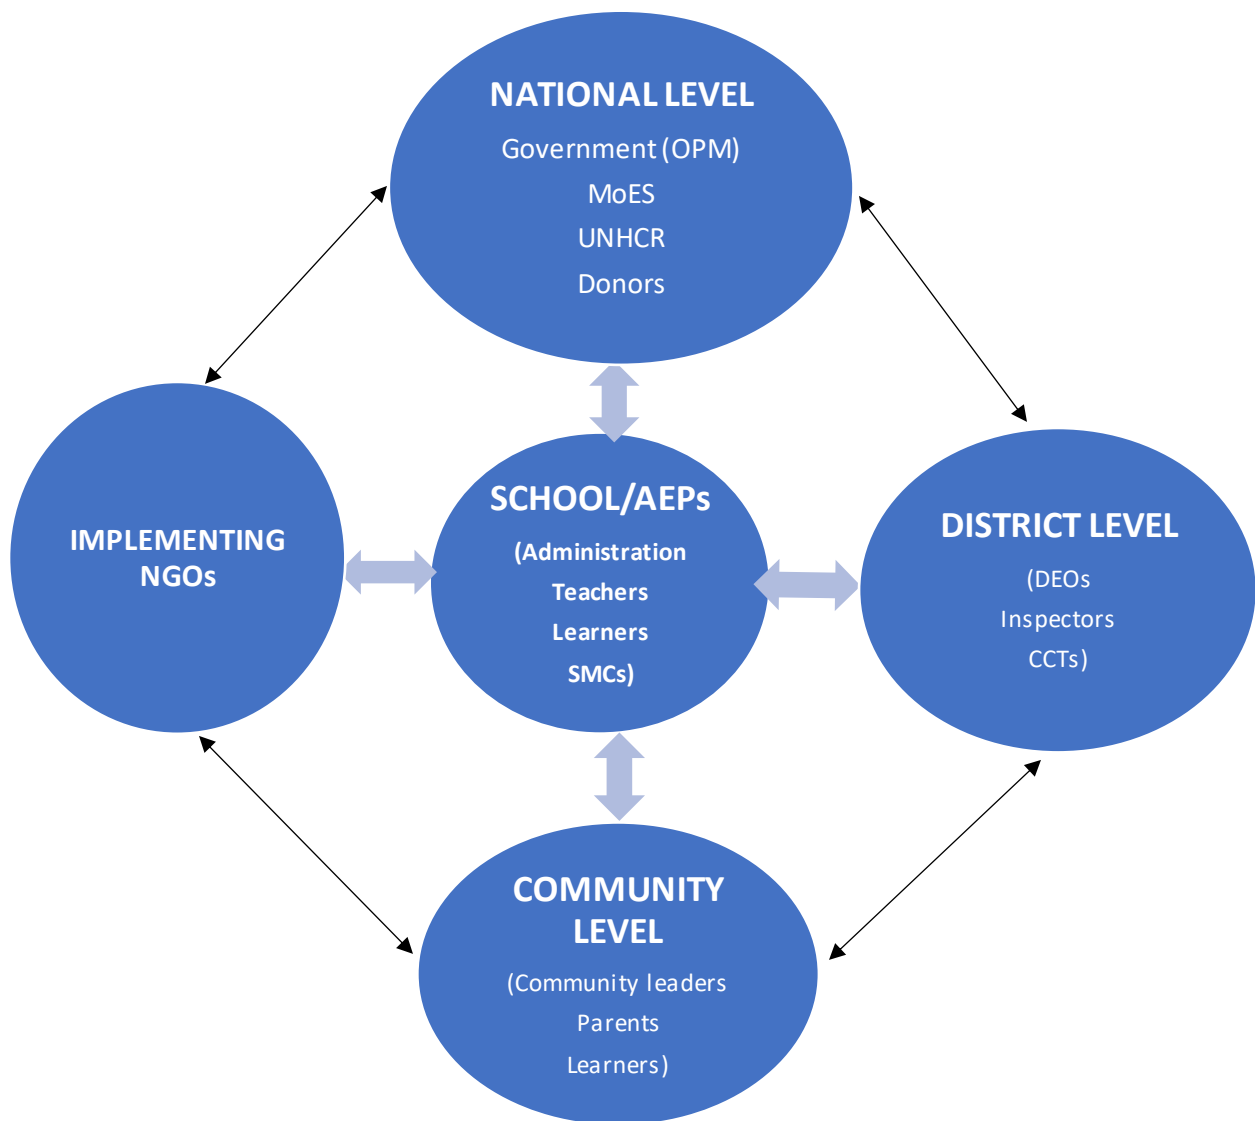 NATIONAL LEVEL
Government (OPM)
MoES
UNHCR
Donors
IMPLEMENTING
NGOs
SCHOOL/AEPs
(Administration
Teachers
Learners
SMCs)
DISTRICT LEVEL
(DEOs
Inspectors
CCTs)
COMMUNITY
LEVEL
(Community leaders
Parents
Learners)